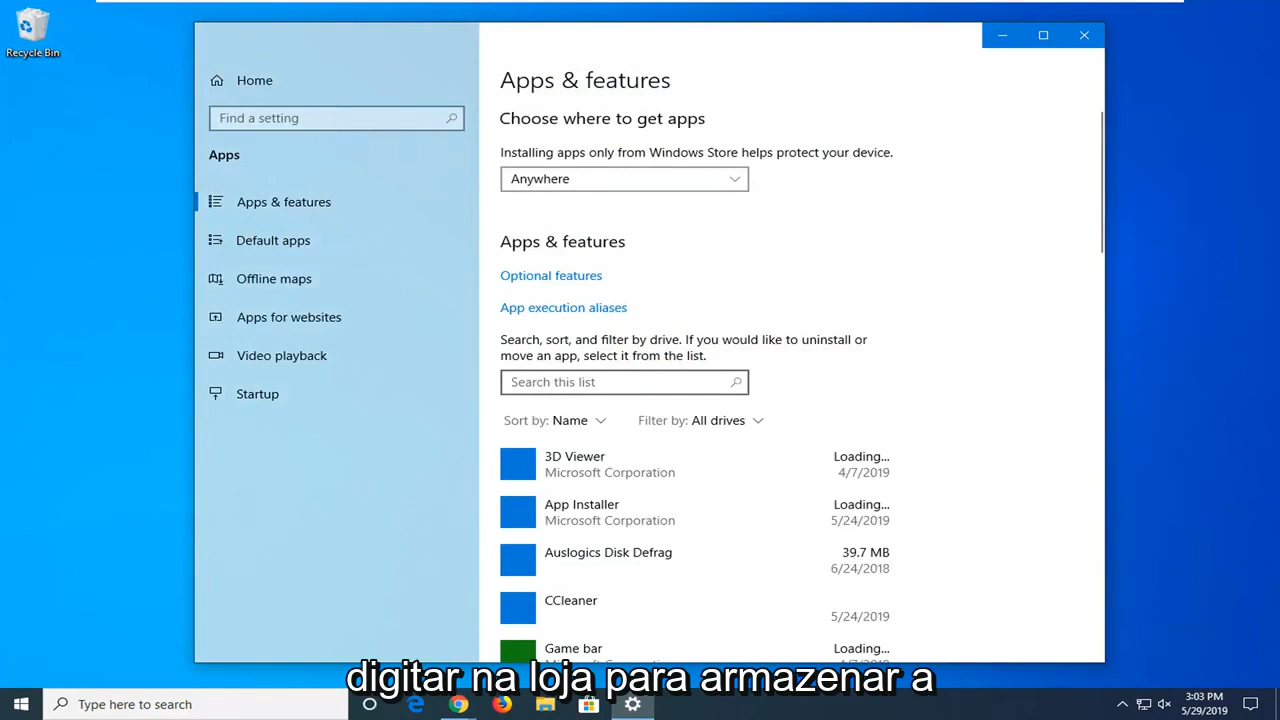 Recycle Bin
Home
Find a setting
Apps
Apps & features
Default apps
Offline maps
Apps for websites
Video playback
Startup
Apps & features
Choose where to get apps
Installing apps only from Windows Store helps protect your device.
Anywhere
Apps & features
Optional features
App execution aliases
Search, sort, and filter by drive. If you would like to uninstall or
move an app, select it from the list.
Search this list
Sort by: Name Filter by: All drives
3D Viewer Loading...
Microsoft Corporation 4/7/2019
App Installer Loading...
Microsoft Corporation 5/24/2019
Auslogics Disk Defrag 39.7 MB
6/24/2018
CCleaner
5/24/2019
Game bar Loading...
digitar na loja para armazenar a
Type here to search
3:03 PM
5/29/2019